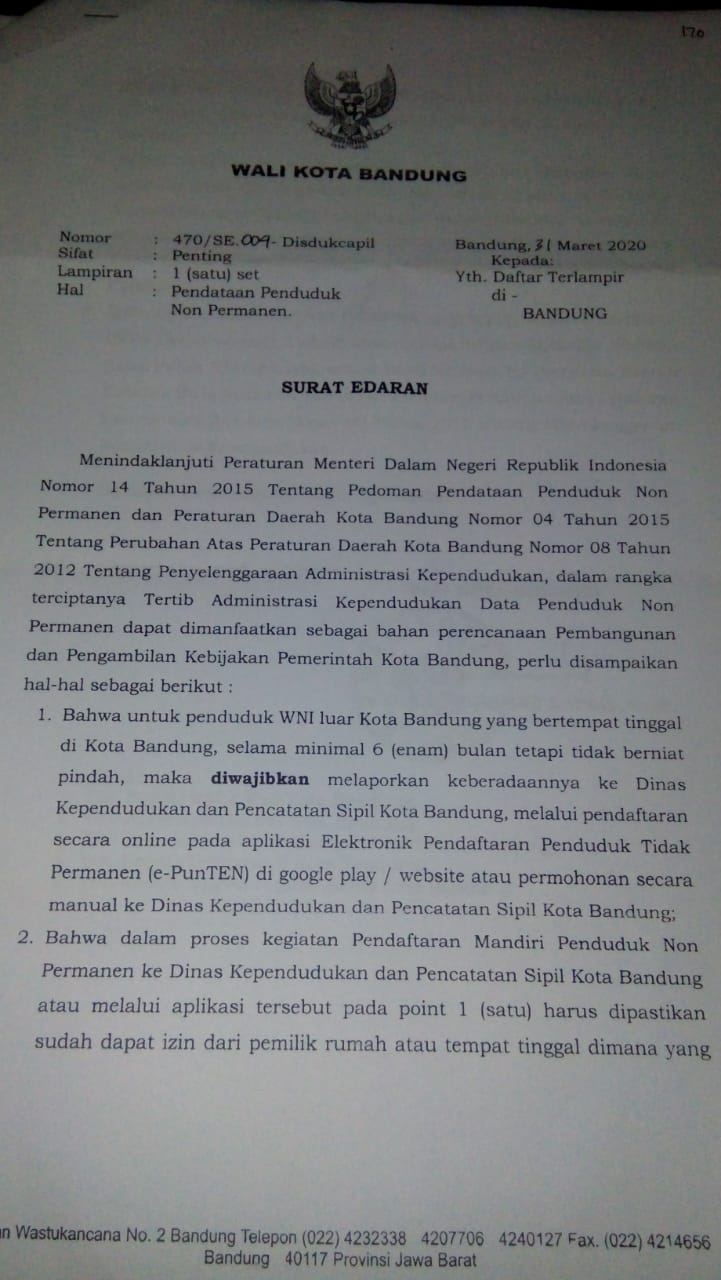 170
WALI KOTA BANDUNG
Nomor : 470/SE.009- Disdukcapil
Sifat : Penting
Lampiran : 1 (satu) set
Hal : Pendataan Penduduk
Non Permanen.
Bandung, 31 Maret 2020
Kepada:
Yth. Daftar Terlampir
di -
BANDUNG
SURAT EDARAN
Menindaklanjuti Peraturan Menteri Dalam Negeri Republik Indonesia
Nomor 14 Tahun 2015 Tentang Pedoman Pendataan Penduduk Non
Permanen dan Peraturan Daerah Kota Bandung Nomor 04 Tahun 2015
Tentang Perubahan Atas Peraturan Daerah Kota Bandung Nomor 08 Tahun
2012 Tentang Penyelenggaraan Administrasi Kependudukan, dalam rangka
terciptanya Tertib Administrasi Kependudukan Data Penduduk Non
Permanen dapat dimanfaatkan sebagai bahan perencanaan Pembangunan
dan Pengambilan Kebijakan Pemerintah Kota Bandung, perlu disampaikan
hal-hal sebagai berikut :
1. Bahwa untuk penduduk WNI luar Kota Bandung yang bertempat tinggal
di Kota Bandung, selama minimal 6 (enam) bulan tetapi tidak berniat
pindah, maka diwajibkan melaporkan keberadaannya ke Dinas
Kependudukan dan Pencatatan Sipil Kota Bandung, melalui pendaftaran
secara online pada aplikasi Elektronik Pendaftaran Penduduk Tidak
Permanen (e-PunTEN) di google play / website atau permohonan secara
manual ke Dinas Kependudukan dan Pencatatan Sipil Kota Bandung;
2. Bahwa dalam proses kegiatan Pendaftaran Mandiri Penduduk Non
Permanen ke Dinas Kependudukan dan Pencatatan Sipil Kota Bandung
atau melalui aplikasi tersebut pada point 1 (satu) harus dipastikan
sudah dapat izin dari pemilik rumah atau tempat tinggal dimana yang
n Wastukancana No. 2 Bandung Telepon (022) 4232338 4207706 4240127 Fax. (022) 4214656
Bandung 40117 Provinsi Jawa Barat